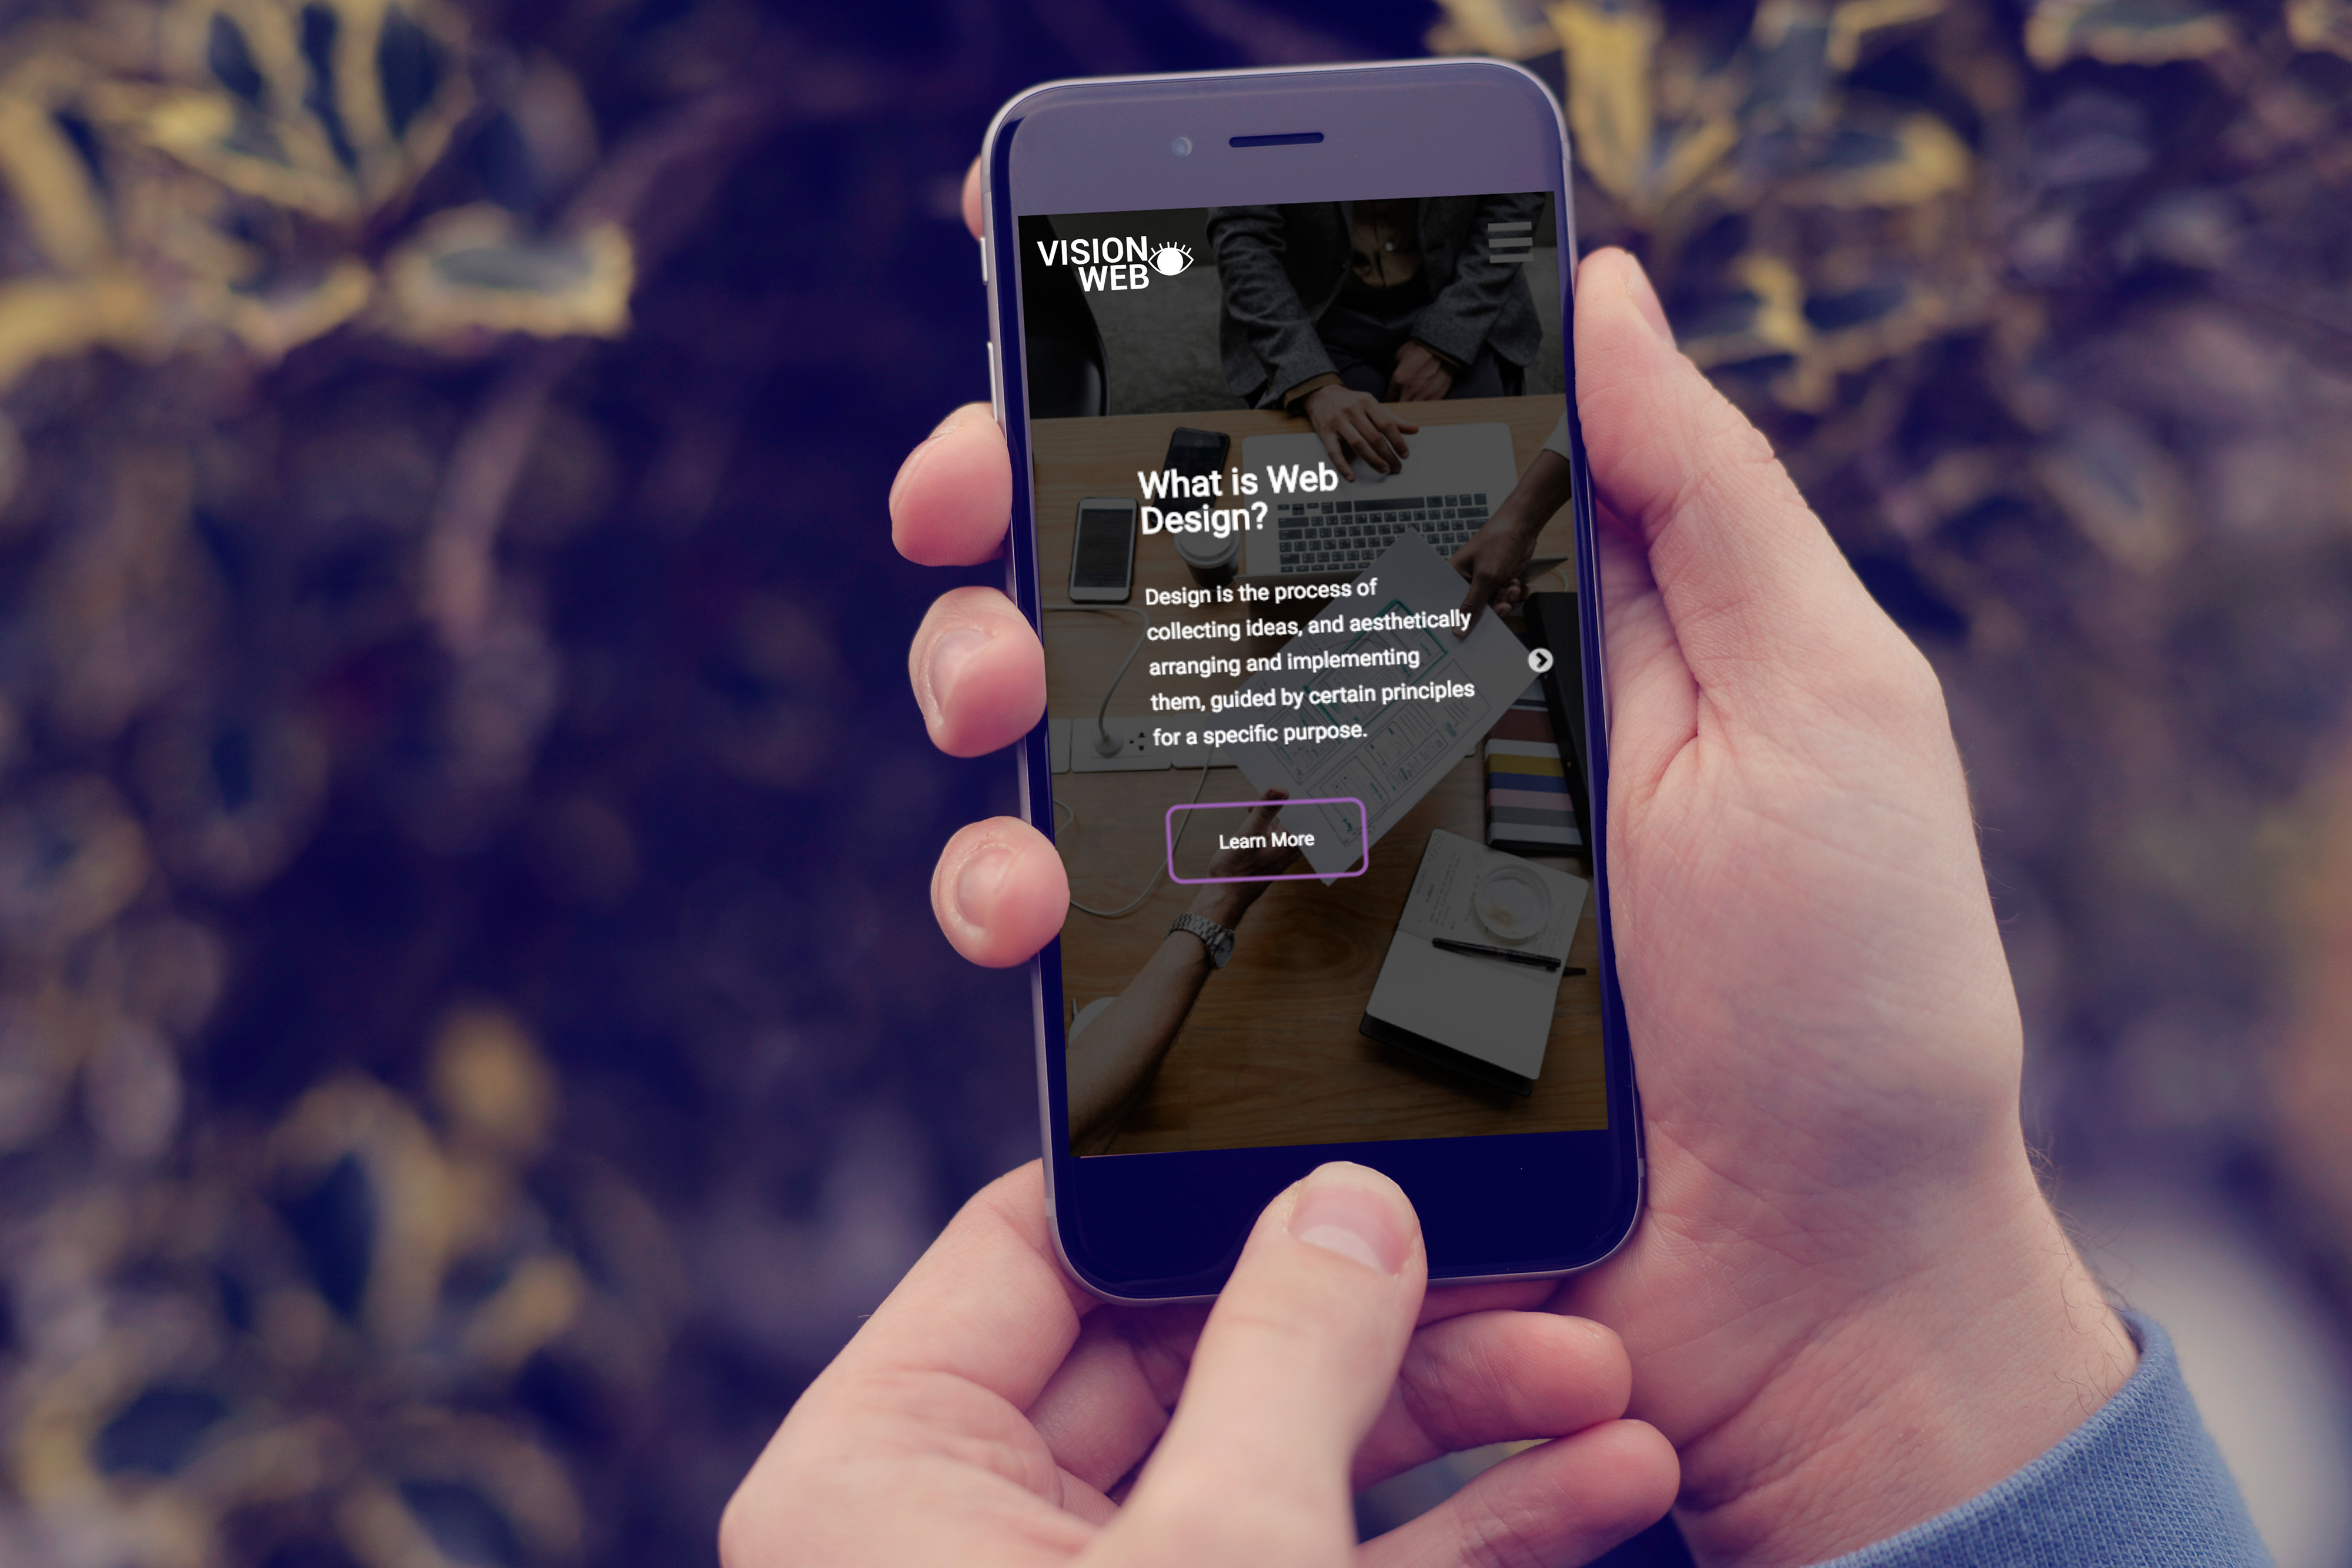 VISION
WEB
What is Web
Design?
Design is the process of
collecting ideas, and aesthetically
arranging and implementing
them, guided by certain principles
for a specific purpose.
Learn More